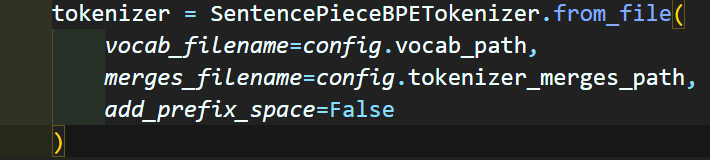 tokenizer = SentencePieceBPETokenizer.from_file(
    vocab_filename=config.vocab_path,
    merges_filename=config.tokenizer_merges_path,
    add_prefix_space=False
)